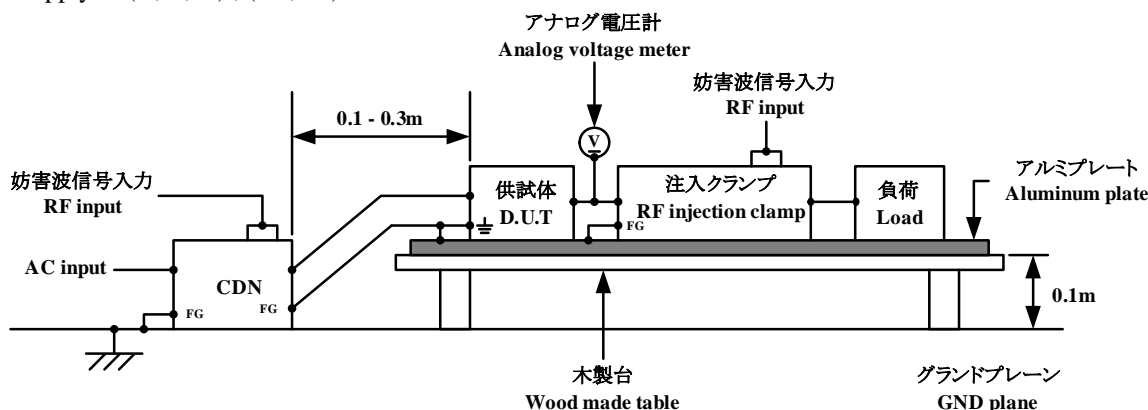 アナログ電圧計
Analog voltage meter
妨害波信号入力
RF input
0.1 - 0.3m
V
妨害波信号入力
RF input
供試体
D.U.T
注入クランプ
RF injection clamp
FG
負荷
Load
アルミプレート
Aluminum plate
AC input
CDN
FG
FG
0.1m
木製台
Wood made table
グランドプレーン
GND plane